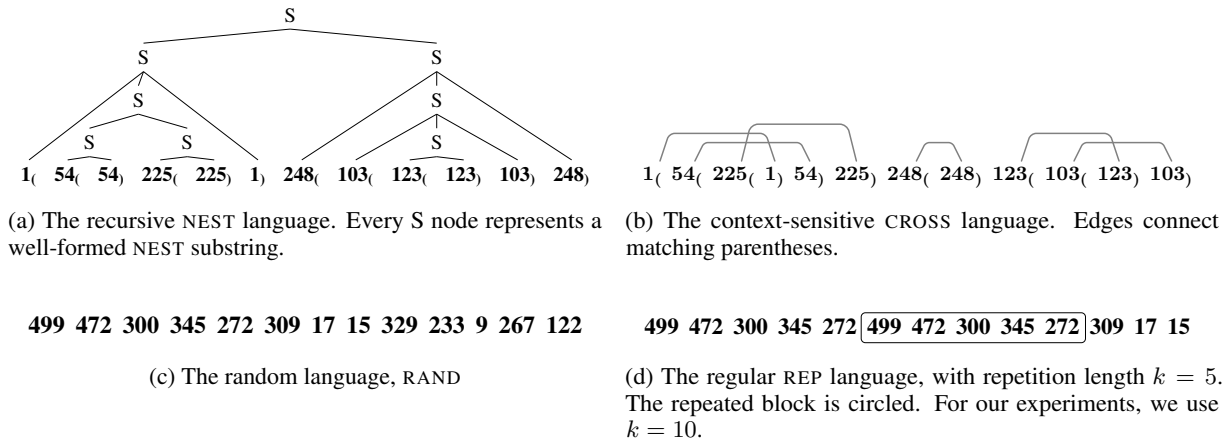 S
S S
S S
S S S
1( 54( 54) 225( 225) 1) 248( 103( 123( 123) 103) 248)
(a) The recursive NEST language. Every S node represents a
well-formed NEST substring.
1( 54( 225( 1) 54) 225) 248( 248) 123( 103( 123) 103)
(b) The context-sensitive CROSS language. Edges connect
matching parentheses.
499 472 300 345 272 309 17 15 329 233 9 267 122
(c) The random language, RAND
499 472 300 345 272 499 472 300 345 272 309 17 15
(d) The regular REP language, with repetition length k = 5.
The repeated block is circled. For our experiments, we use
k = 10.